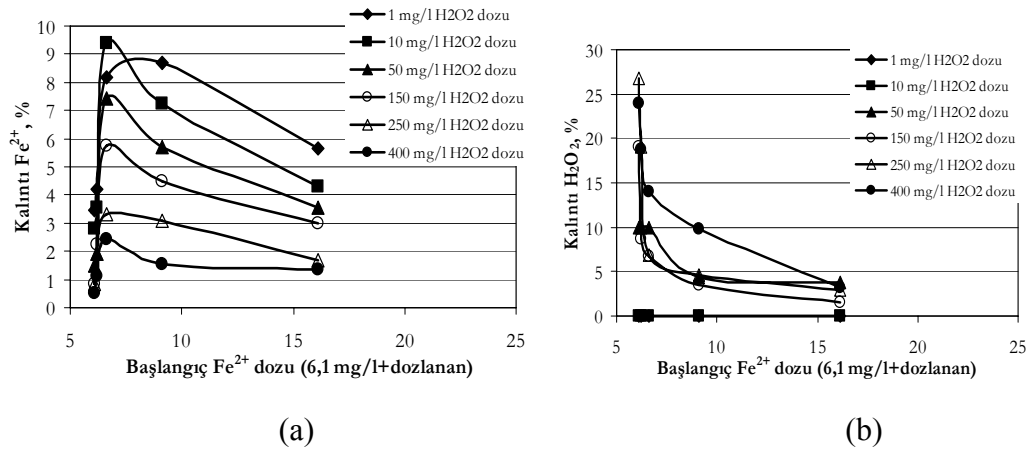 10
9
8
7
6
5
4
3
2
1
0
5
10
15
20
25
Kalıntı Fe²⁺, %
Başlangıç Fe²⁺ dozu (6,1 mg/l+dozlanan)
1 mg/l H2O2 dozu
10 mg/l H2O2 dozu
50 mg/l H2O2 dozu
150 mg/l H2O2 dozu
250 mg/l H2O2 dozu
400 mg/l H2O2 dozu
(a)
30
25
20
15
10
5
0
5
10
15
20
25
Kalıntı H₂O₂, %
Başlangıç Fe²⁺ dozu (6,1 mg/l+dozlanan)
1 mg/l H2O2 dozu
10 mg/l H2O2 dozu
50 mg/l H2O2 dozu
150 mg/l H2O2 dozu
250 mg/l H2O2 dozu
400 mg/l H2O2 dozu
(b)